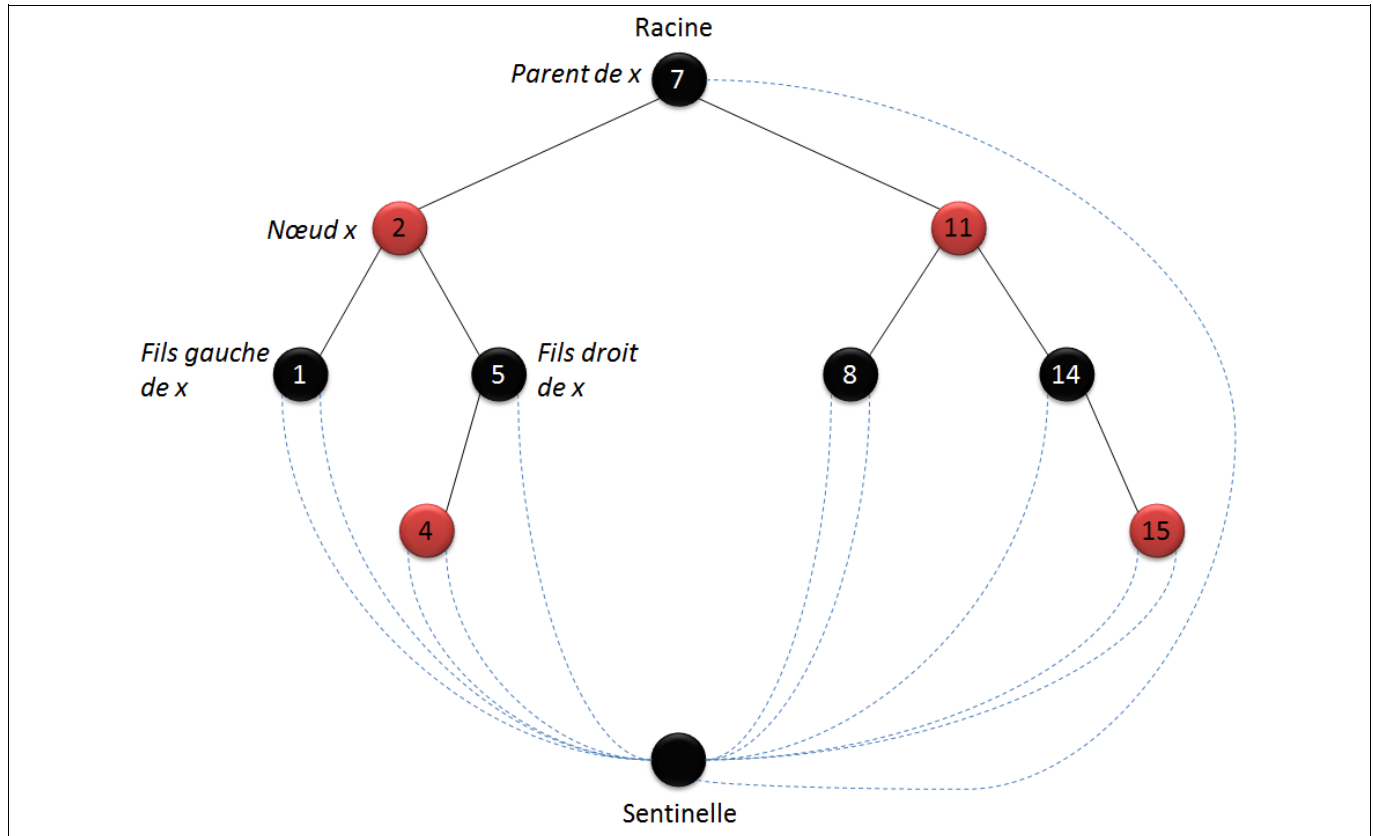 Racine
Parent de x
7
Nœud x
2
11
Fils gauche
de x
1
5
Fils droit
de x
8
14
4
15
Sentinelle